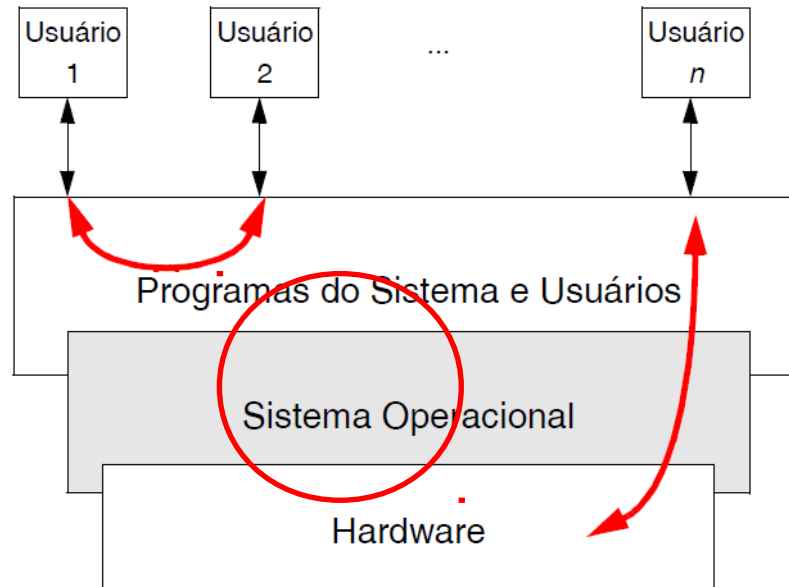 Usuário
1
Usuário
2
...
Usuário
n
Programas do Sistema e Usuários
Sistema Operacional
Hardware